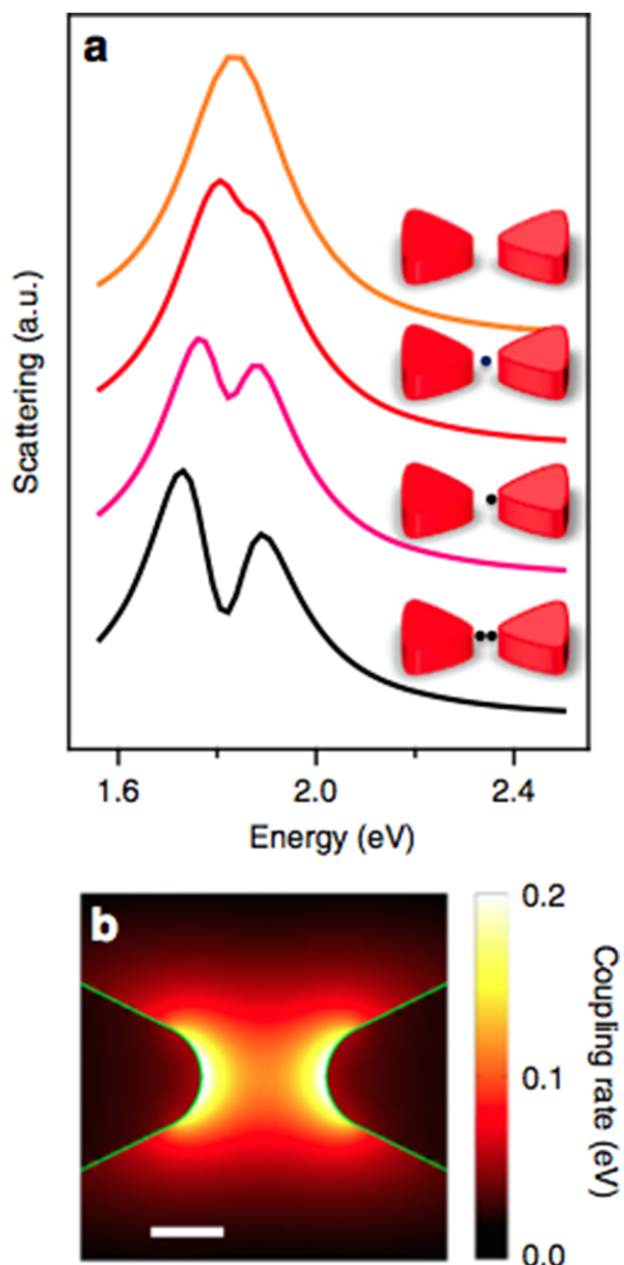 a
Scattering (a.u.)
1.6
2.0
2.4
Energy (eV)
b
0.2
0.1
0.0
Coupling rate (eV)